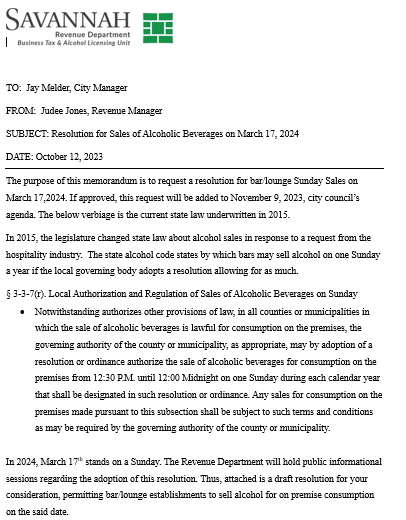 SAVANNAH
Revenue Department
Business Tax & Alcohol Licensing Unit
TO: Jay Melder, City Manager
FROM: Judee Jones, Revenue Manager
SUBJECT: Resolution for Sales of Alcoholic Beverages on March 17, 2024
DATE: October 12, 2023
The purpose of this memorandum is to request a resolution for bar/lounge Sunday Sales on
March 17,2024. If approved, this request will be added to November 9, 2023, city council's
agenda. The below verbiage is the current state law underwritten in 2015.
In 2015, the legislature changed state law about alcohol sales in response to a request from the
hospitality industry. The state alcohol code states by which bars may sell alcohol on one Sunday
a year if the local governing body adopts a resolution allowing for as much.
§ 3-3-7(r). Local Authorization and Regulation of Sales of Alcoholic Beverages on Sunday
• Notwithstanding authorizes other provisions of law, in all counties or municipalities in
which the sale of alcoholic beverages is lawful for consumption on the premises, the
governing authority of the county or municipality, as appropriate, may by adoption of a
resolution or ordinance authorize the sale of alcoholic beverages for consumption on the
premises from 12:30 P.M. until 12:00 Midnight on one Sunday during each calendar year
that shall be designated in such resolution or ordinance. Any sales for consumption on the
premises made pursuant to this subsection shall be subject to such terms and conditions
as may be required by the governing authority of the county or municipality.
In 2024, March 17th stands on a Sunday. The Revenue Department will hold public informational
sessions regarding the adoption of this resolution. Thus, attached is a draft resolution for your
consideration, permitting bar/lounge establishments to sell alcohol for on premise consumption
on the said date.